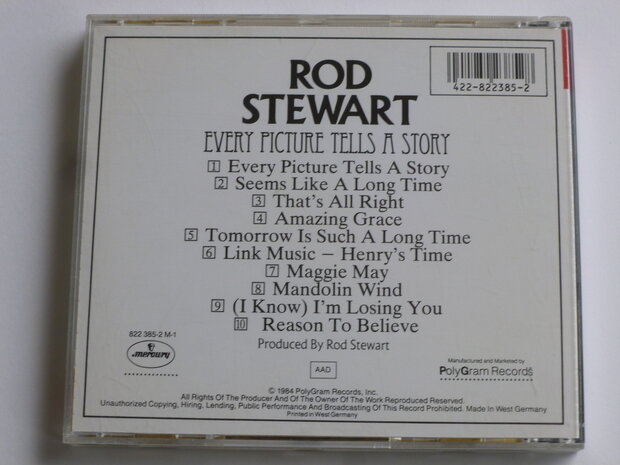 ROD
STEWART
422-822385-2
EVERY PICTURE TELLS A STORY
1 Every Picture Tells A Story
2 Seems Like A Long Time
3 That's All Right
4 Amazing Grace
5 Tomorrow Is Such A Long Time
6 Link Music – Henry's Time
7 Maggie May
8 Mandolin Wind
9 (I Know) I'm Losing You
10 Reason To Believe
Produced By Rod Stewart
822 385-2 M-1
mercury
AAD
Manufactured and Marketed by
PolyGram Records
© 1984 PolyGram Records, Inc.
All Rights Of The Producer And Of The Owner Of The Work Reproduced Reserved.
Unauthorized Copying, Hiring, Lending, Public Performance And Broadcasting Of This Record Prohibited. Made In West Germany
Printed in West Germany